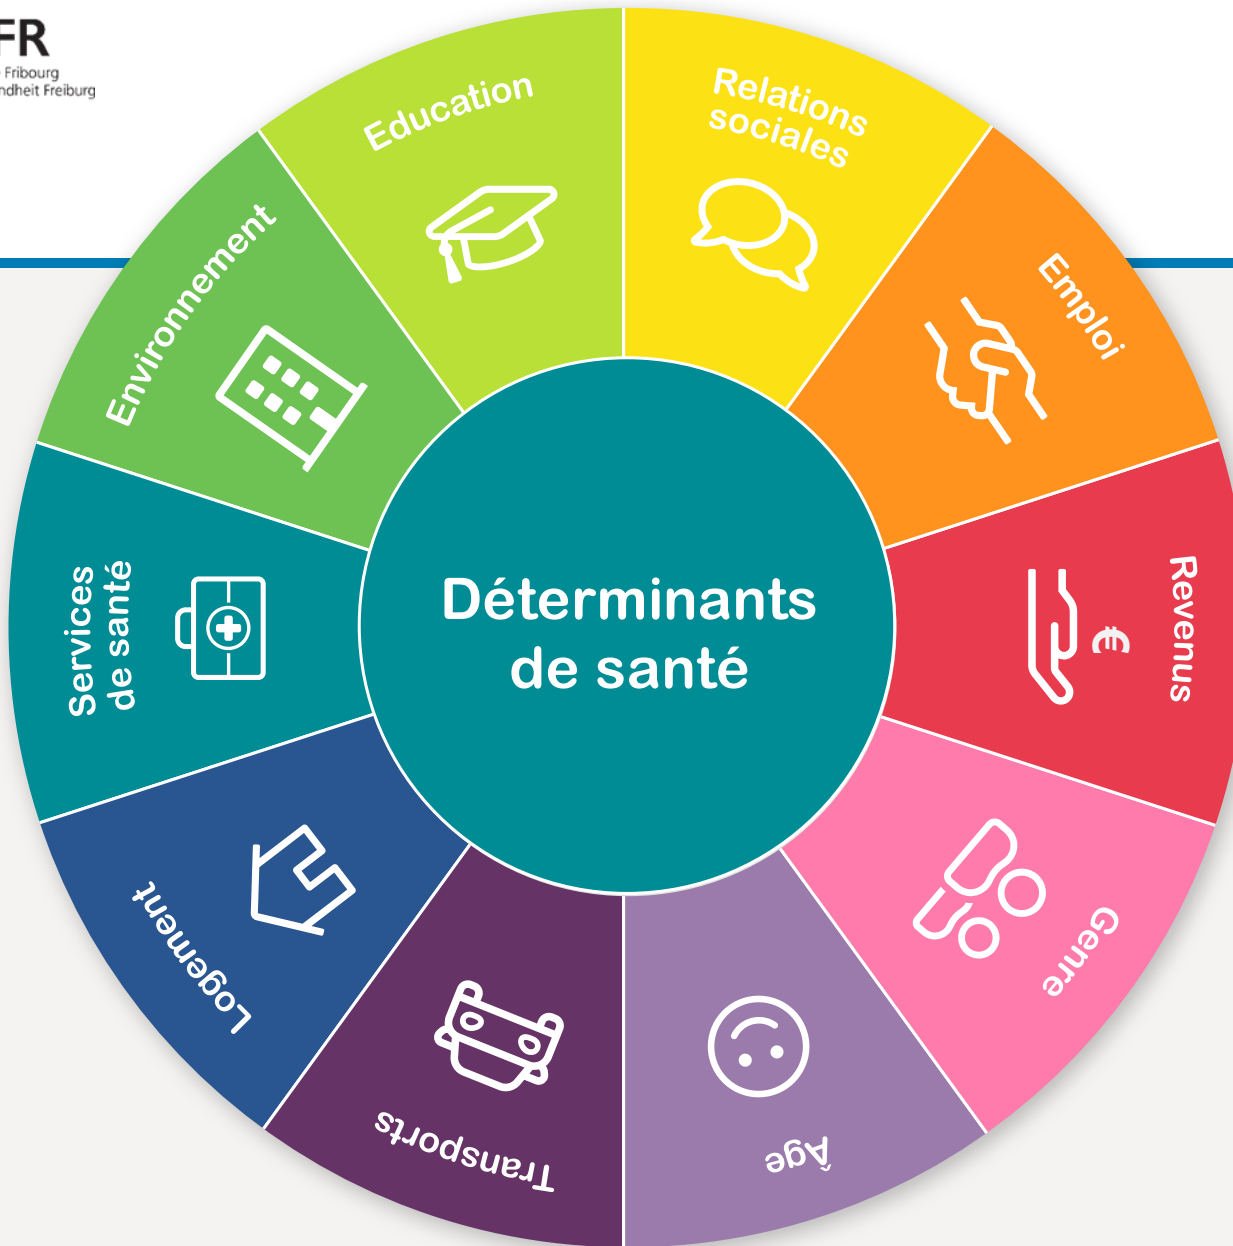 FR
Fribourg
ndheit Freiburg
Education
Relations
sociales
Emploi
Revenus
€
Genre
Âge
Transports
Logement
Services
de santé
Environnement
Déterminants
de santé